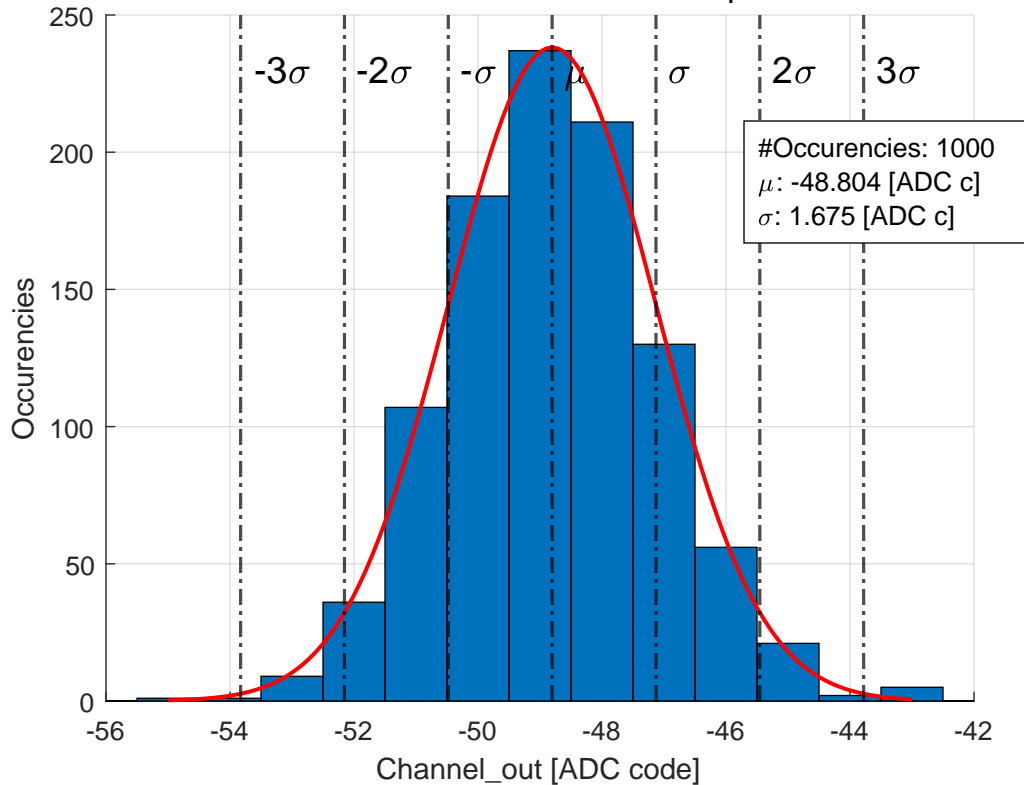 250
200
150
100
50
0
-3σ -2σ -σ μ σ 2σ 3σ
#Occurencies: 1000
μ: -48.804 [ADC c]
σ: 1.675 [ADC c]
Occurencies
-56 -54 -52 -50 -48 -46 -44 -42
Channel_out [ADC code]